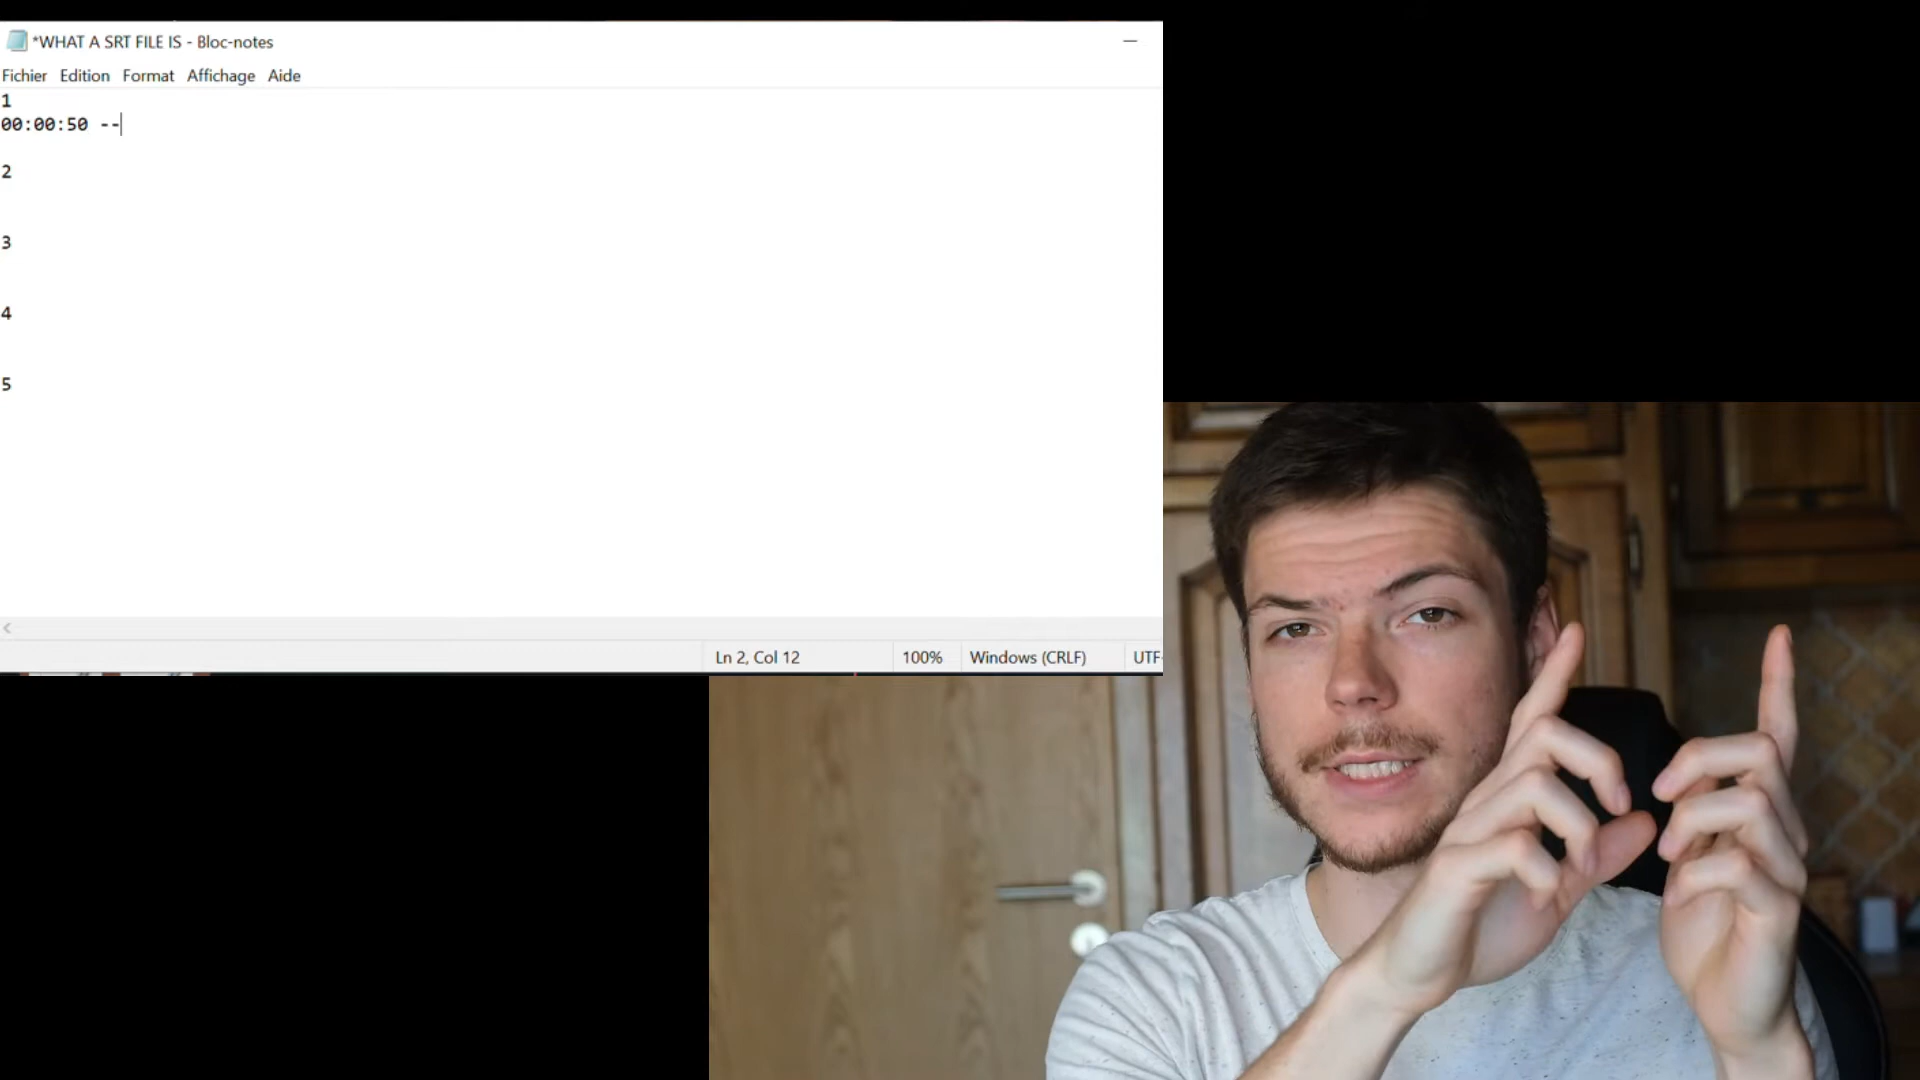 *WHAT A SRT FILE IS - Bloc-notes
Fichier Edition Format Affichage Aide
1
00:00:50 --
2
3
4
5
Ln 2, Col 12 100% Windows (CRLF) UTF-